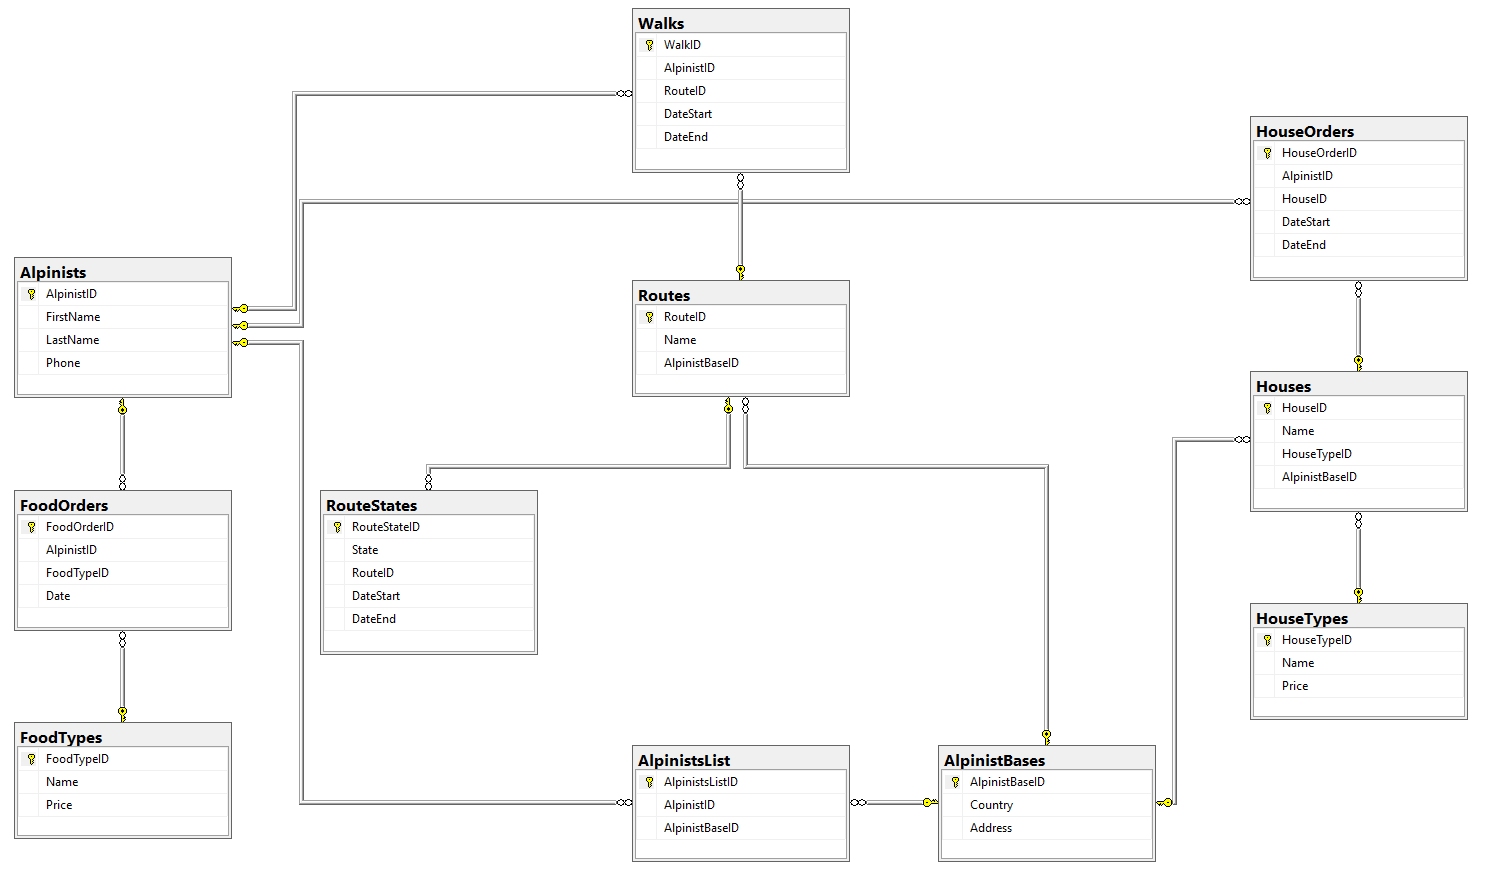 Walks
WalkID
AlpinistID
RouteID
DateStart
DateEnd
HouseOrders
HouseOrderID
AlpinistID
HouseID
DateStart
DateEnd
Alpinists
AlpinistID
FirstName
LastName
Phone
Routes
RouteID
Name
AlpinistBaseID
Houses
HouseID
Name
HouseTypeID
AlpinistBaseID
FoodOrders
FoodOrderID
AlpinistID
FoodTypeID
Date
RouteStates
RouteStateID
State
RouteID
DateStart
DateEnd
HouseTypes
HouseTypeID
Name
Price
FoodTypes
FoodTypeID
Name
Price
AlpinistsList
AlpinistsListID
AlpinistID
AlpinistBaseID
AlpinistBases
AlpinistBaseID
Country
Address